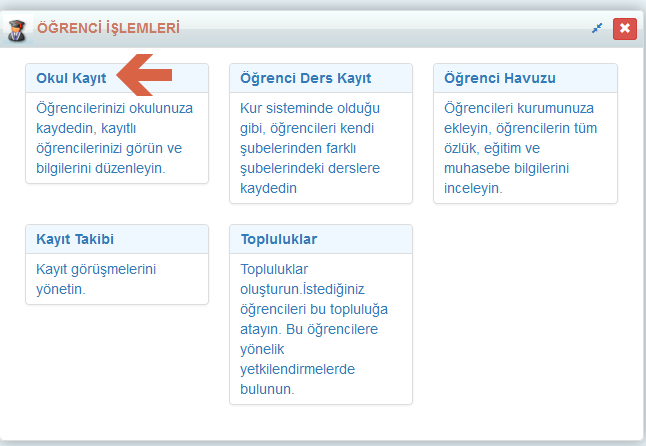 ÖĞRENCİ İŞLEMLERİ
Okul Kayıt
Öğrencilerinizi okulunuza
kaydedin, kayıtlı
öğrencilerinizi görün ve
bilgilerini düzenleyin.
Öğrenci Ders Kayıt
Kur sisteminde olduğu
gibi, öğrencileri kendi
şubelerinden farklı
şubelerindeki derslere
kaydedin
Öğrenci Havuzu
Öğrencileri kurumunuza
ekleyin, öğrencilerin tüm
özlük, eğitim ve
muhasebe bilgilerini
inceleyin.
Kayıt Takibi
Kayıt görüşmelerini
yönetin.
Topluluklar
Topluluklar
oluşturun.İstediğiniz
öğrencileri bu topluluğa
atayın. Bu öğrencilere
yönelik
yetkilendirmelerde
bulunun.